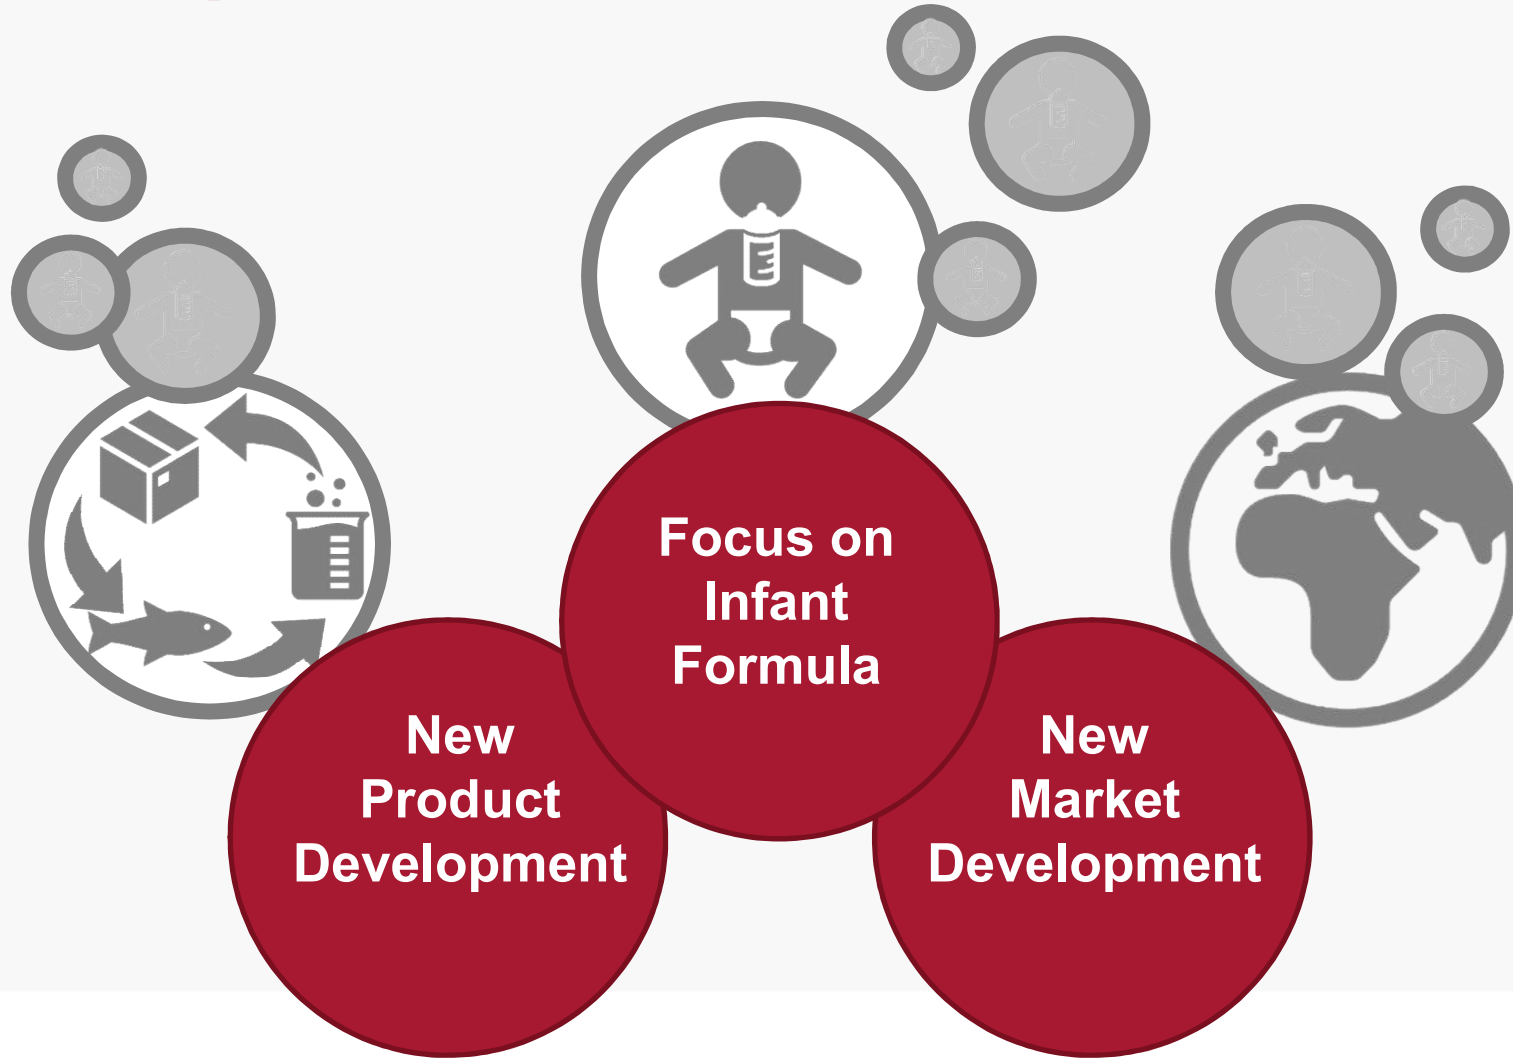 Focus on
Infant
Formula
New
Product
Development
New
Market
Development